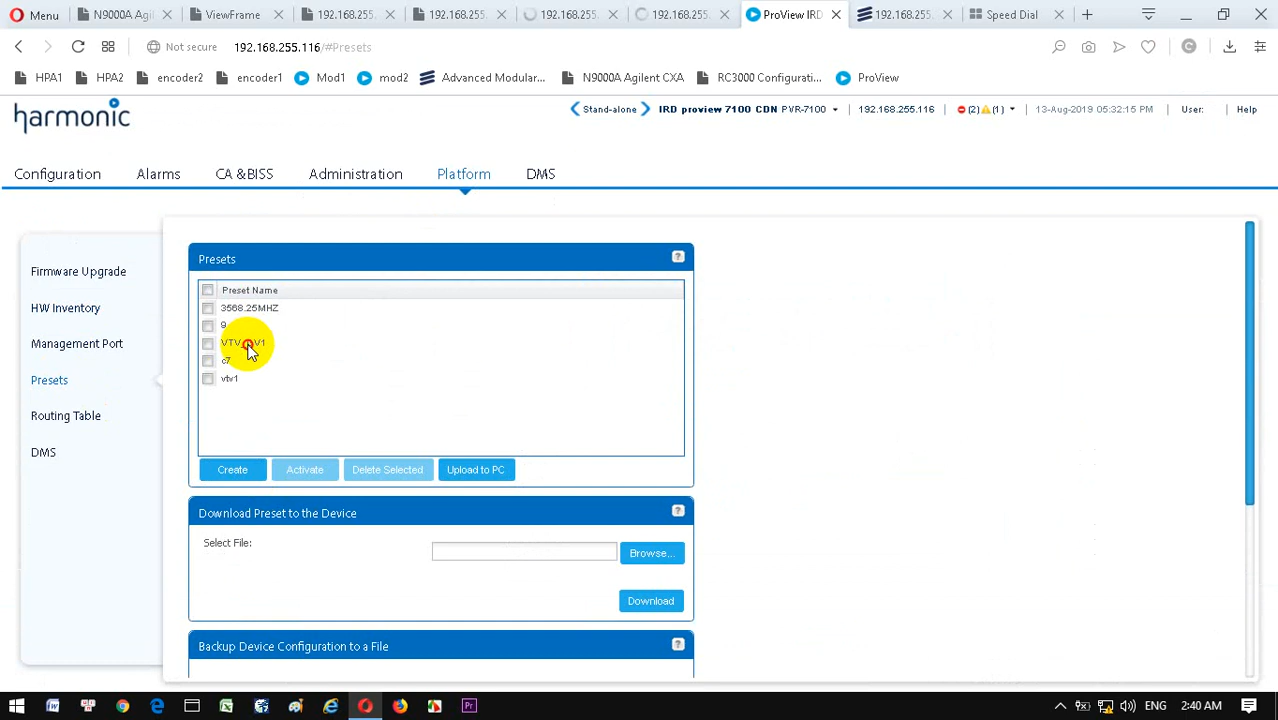 Menu
N9000A Agil
ViewFrame
192.168.255.
192.168.255.
192.168.255.
192.168.255.
ProView IRD
192.168.255.
Speed Dial
Not secure 192.168.255.116/#Presets
HPA1 HPA2 encoder2 encoder1 Mod1 mod2 Advanced Modular... N9000A Agilent CXA RC3000 Configurati... ProView
harmonic
Stand-alone IRD proview 7100 CDN PVR-7100 192.168.255.116 (2) (1) 13-Aug-2019 05:32:15 PM User: Help
Configuration Alarms CA &BISS Administration Platform DMS
Firmware Upgrade
HW Inventory
Management Port
Presets
Routing Table
DMS
Presets ?
Preset Name
3568.25MHZ
9
c7
vtv1
Create Activate Delete Selected Upload to PC
Download Preset to the Device ?
Select File: Browse...
Download
Backup Device Configuration to a File ?
ENG 2:40 AM